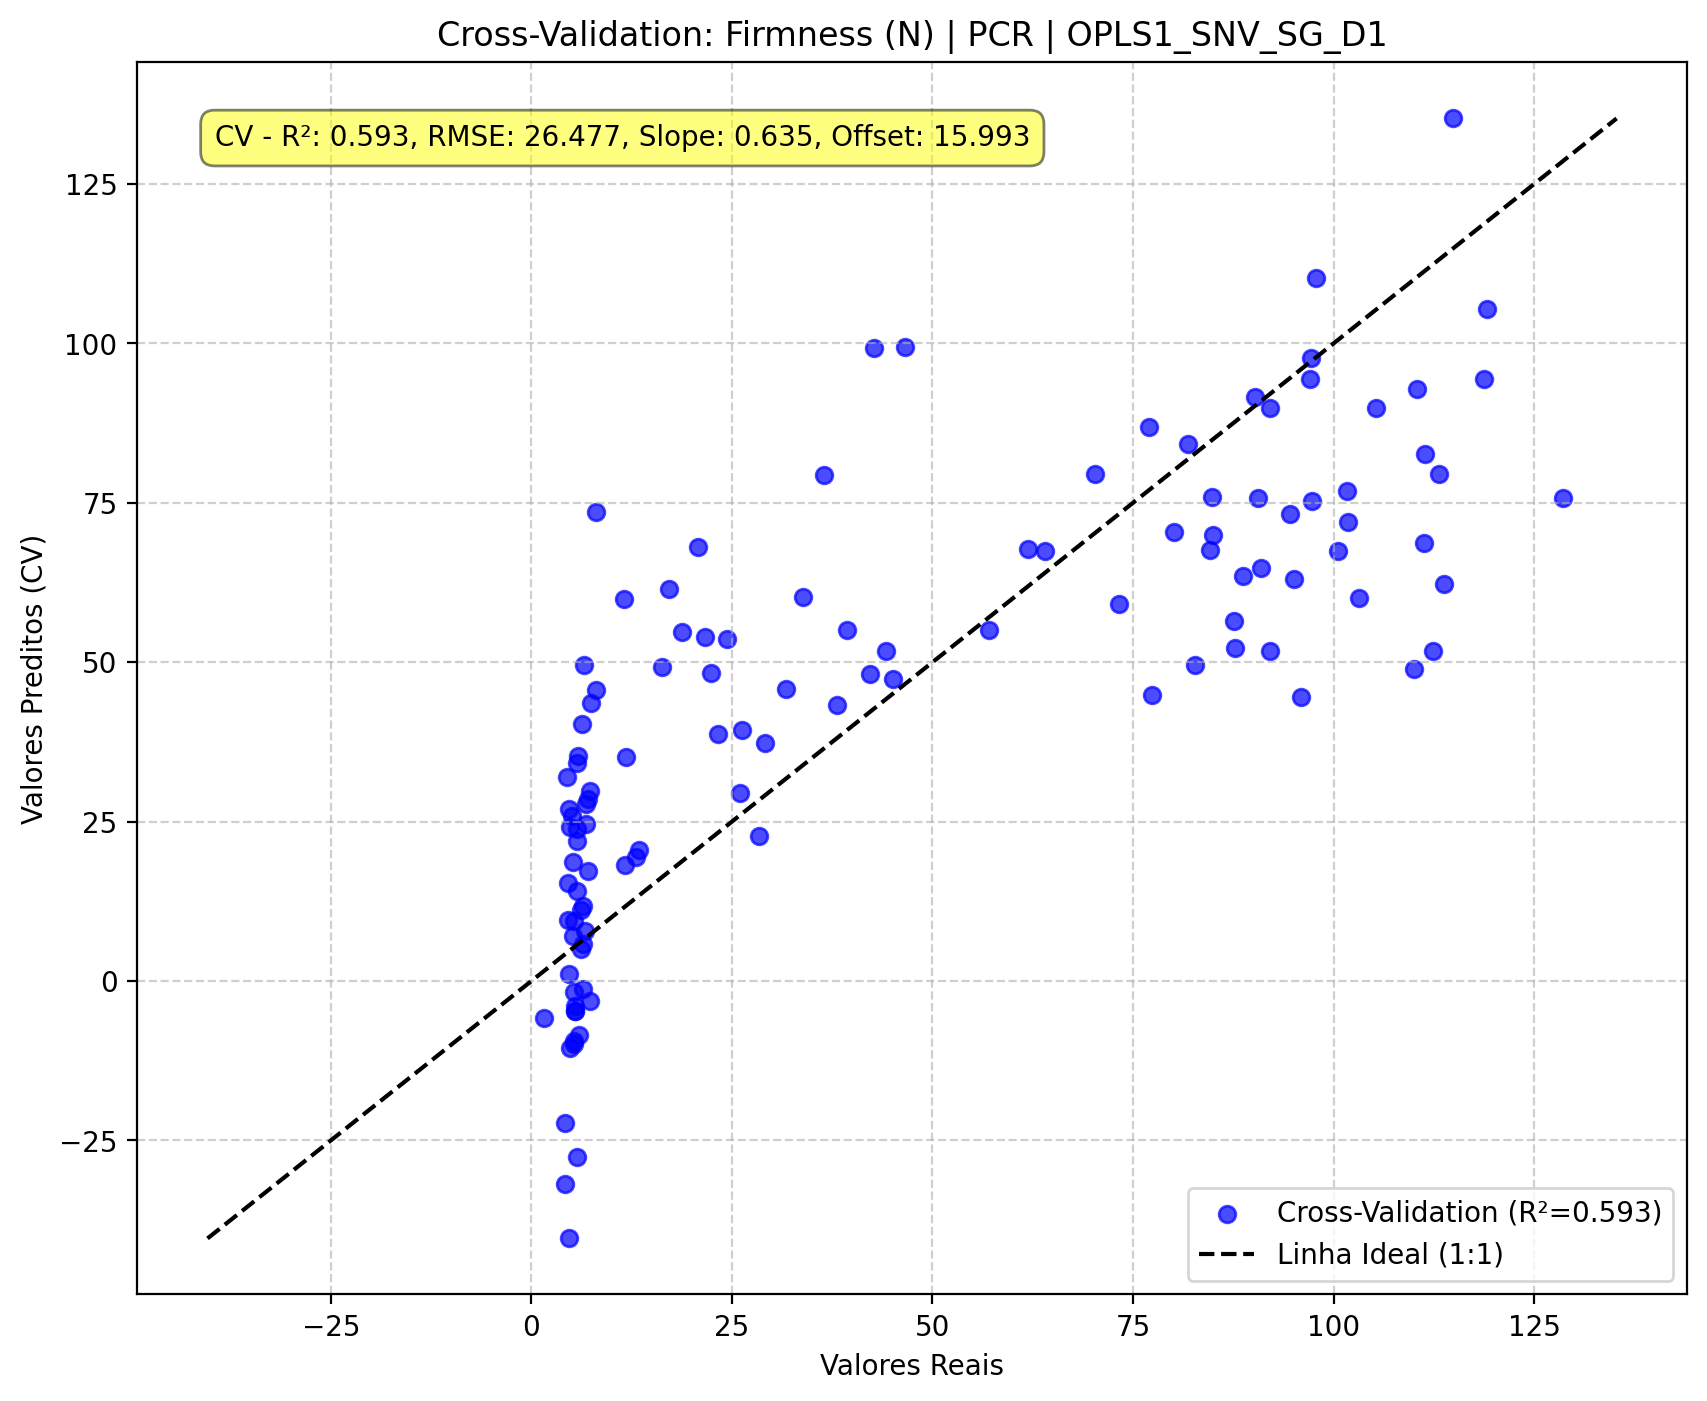 Cross-Validation: Firmness (N) | PCR | OPLS1_SNV_SG_D1
CV - R²: 0.593, RMSE: 26.477, Slope: 0.635, Offset: 15.993
Valores Preditos (CV)
125
100
75
50
25
0
−25
Cross-Validation (R²=0.593)
Linha Ideal (1:1)
−25 0 25 50 75 100 125
Valores Reais